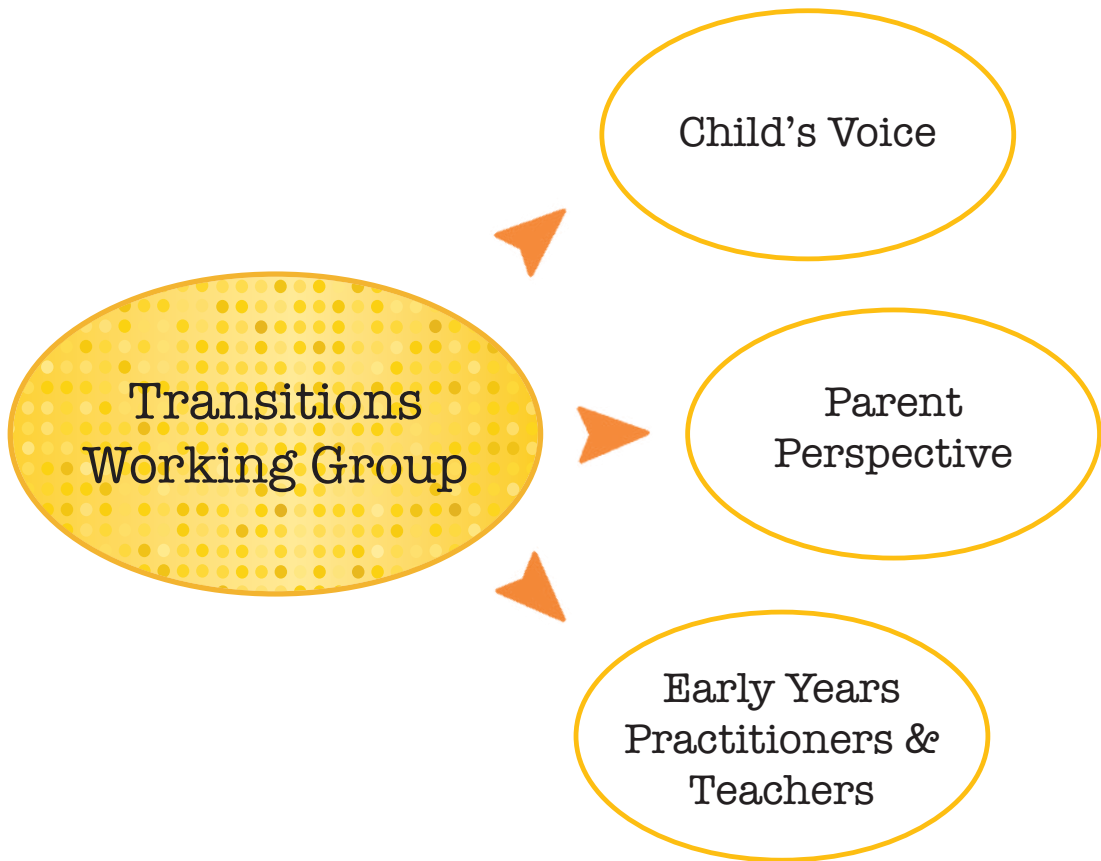 Child’s Voice
Transitions
Working Group
Parent
Perspective
Early Years
Practitioners &
Teachers